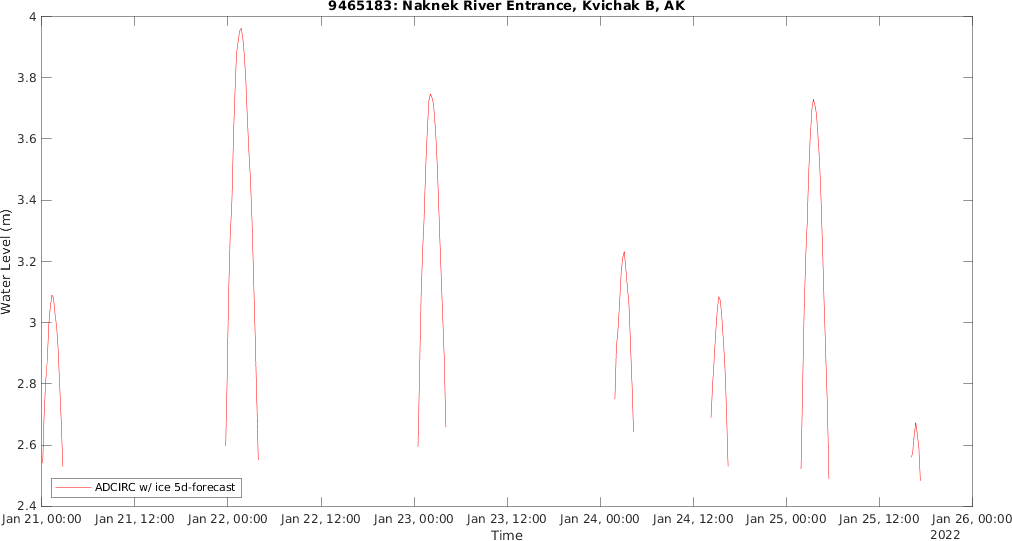 9465183: Naknek River Entrance, Kvichak B, AK
Water Level (m)
4
3.8
3.6
3.4
3.2
3
2.8
2.6
2.4
ADCIRC w/ ice 5d-forecast
Jan 21, 00:00 Jan 21, 12:00 Jan 22, 00:00 Jan 22, 12:00 Jan 23, 00:00 Jan 23, 12:00 Jan 24, 00:00 Jan 24, 12:00 Jan 25, 00:00 Jan 25, 12:00 Jan 26, 00:00
Time
2022